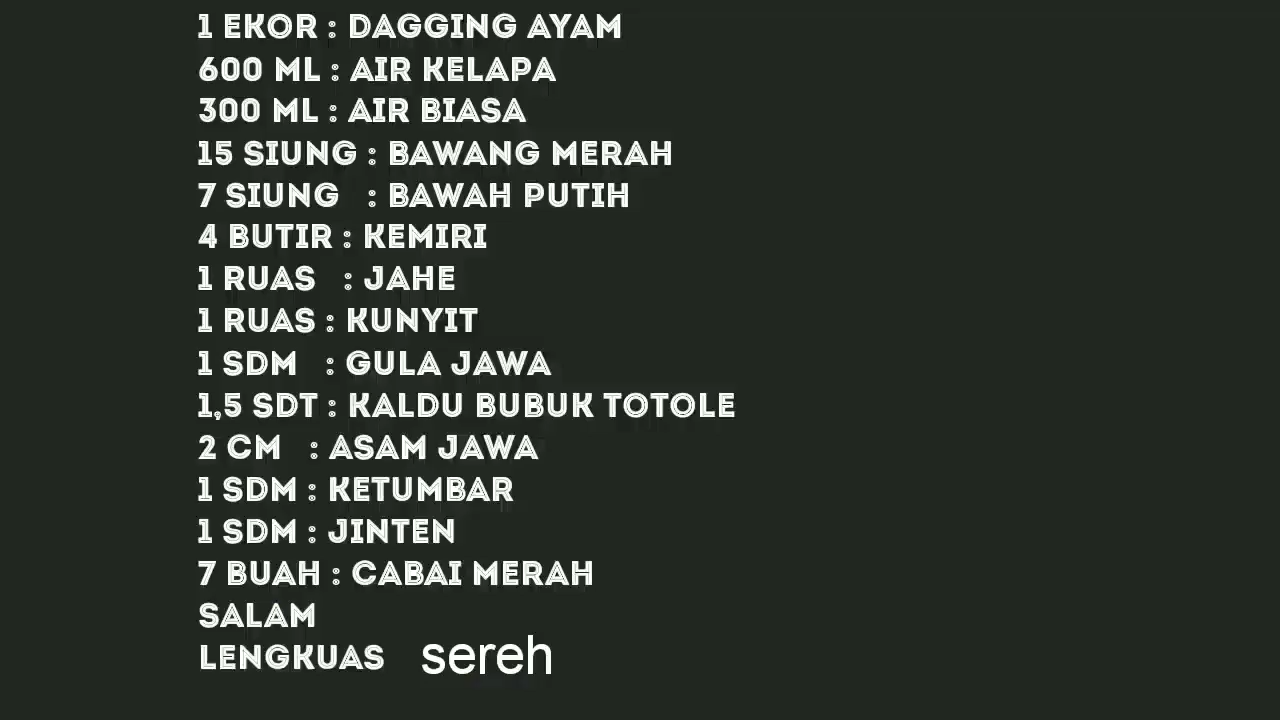 1 EKOR : DAGGING AYAM
600 ML : AIR KELAPA
300 ML : AIR BIASA
15 SIUNG : BAWANG MERAH
7 SIUNG : BAWAH PUTIH
4 BUTIR : KEMIRI
1 RUAS : JAHE
1 RUAS : KUNYIT
1 SDM : GULA JAWA
1,5 SDT : KALDU BUBUK TOTOLE
2 CM : ASAM JAWA
1 SDM : KETUMBAR
1 SDM : JINTEN
7 BUAH : CABAI MERAH
SALAM
LENGKUAS sereh